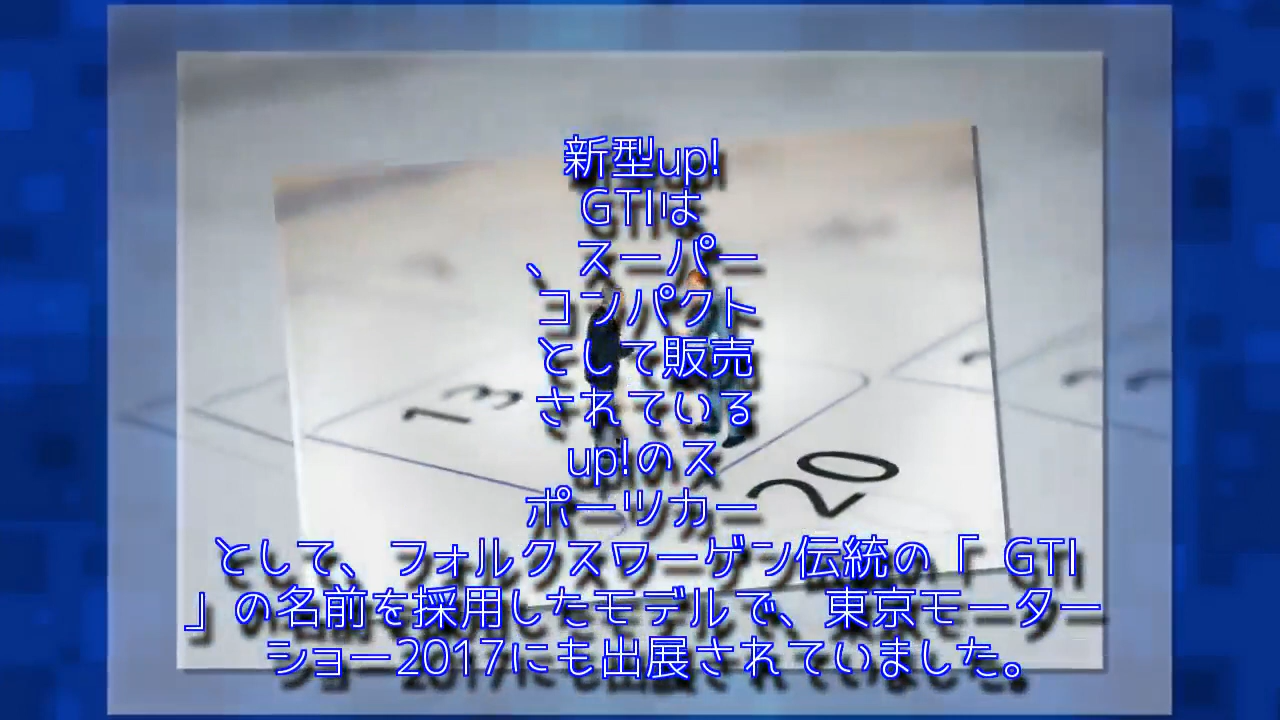 新型up!
GTIは
、スーパー
コンパクト
として販売
されている
up!のス
ポーツカー
として、フォルクスワーゲン伝統の「 GTI
」の名前を採用したモデルで、東京モーター
ショー2017にも出展されていました。
13
20